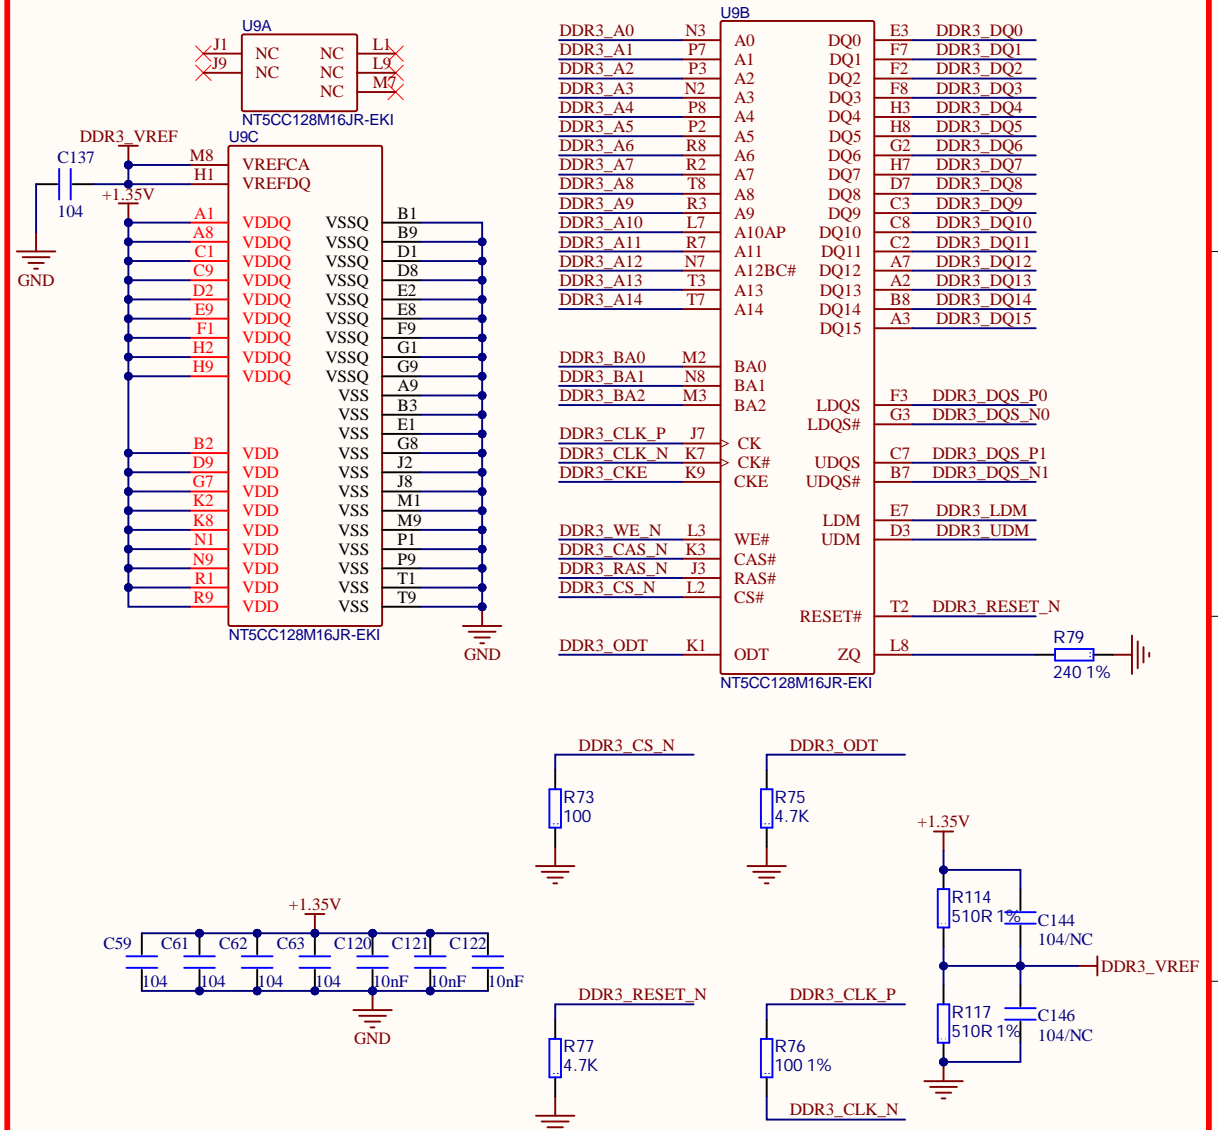 U9A
J1 NC NC L1
J9 NC NC L9
NC M7
NT5CC128M16JR-EKI
U9C
DDR3_VREF
C137
104
GND
+1.35V
M8 VREFCA
H1 VREFDQ
A1 VDDQ VSSQ B1
A8 VDDQ VSSQ B9
C1 VDDQ VSSQ D1
C9 VDDQ VSSQ D8
D2 VDDQ VSSQ E2
E9 VDDQ VSSQ E8
F1 VDDQ VSSQ F9
H2 VDDQ VSSQ G1
H9 VDDQ VSSQ G9
VSS A9
VSS B3
VSS E1
B2 VDD VSS G8
D9 VDD VSS J2
G7 VDD VSS J8
K2 VDD VSS M1
K8 VDD VSS M9
N1 VDD VSS P1
N9 VDD VSS P9
R1 VDD VSS T1
R9 VDD VSS T9
NT5CC128M16JR-EKI
GND
U9B
DDR3_A0 N3 A0 DQ0 E3 DDR3_DQ0
DDR3_A1 P7 A1 DQ1 F7 DDR3_DQ1
DDR3_A2 P3 A2 DQ2 F2 DDR3_DQ2
DDR3_A3 N2 A3 DQ3 F8 DDR3_DQ3
DDR3_A4 P8 A4 DQ4 H3 DDR3_DQ4
DDR3_A5 P2 A5 DQ5 H8 DDR3_DQ5
DDR3_A6 R8 A6 DQ6 G2 DDR3_DQ6
DDR3_A7 R2 A7 DQ7 H7 DDR3_DQ7
DDR3_A8 T8 A8 DQ8 D7 DDR3_DQ8
DDR3_A9 R3 A9 DQ9 C3 DDR3_DQ9
DDR3_A10 L7 A10AP DQ10 C8 DDR3_DQ10
DDR3_A11 R7 A11 DQ11 C2 DDR3_DQ11
DDR3_A12 N7 A12BC# DQ12 A7 DDR3_DQ12
DDR3_A13 T3 A13 DQ13 A2 DDR3_DQ13
DDR3_A14 T7 A14 DQ14 B8 DDR3_DQ14
DQ15 A3 DDR3_DQ15
DDR3_BA0 M2 BA0
DDR3_BA1 N8 BA1
DDR3_BA2 M3 BA2 LDQS F3 DDR3_DQS_P0
LDQS# G3 DDR3_DQS_N0
DDR3_CLK_P J7 CK
DDR3_CLK_N K7 CK# UDQS C7 DDR3_DQS_P1
DDR3_CKE K9 CKE UDQS# B7 DDR3_DQS_N1
LDM E7 DDR3_LDM
DDR3_WE_N L3 WE# UDM D3 DDR3_UDM
DDR3_CAS_N K3 CAS#
DDR3_RAS_N J3 RAS#
DDR3_CS_N L2 CS#
RESET# T2 DDR3_RESET_N
DDR3_ODT K1 ODT ZQ L8
R79
240 1%
NT5CC128M16JR-EKI
DDR3_CS_N
R73
100
DDR3_ODT
R75
4.7K
+1.35V
R114
510R 1%
C144
104/NC
DDR3_VREF
R117
510R 1%
C146
104/NC
+1.35V
C59 C61 C62 C63 C120 C121 C122
104 104 104 104 10nF 10nF 10nF
GND
DDR3_RESET_N
R77
4.7K
DDR3_CLK_P
R76
100 1%
DDR3_CLK_N